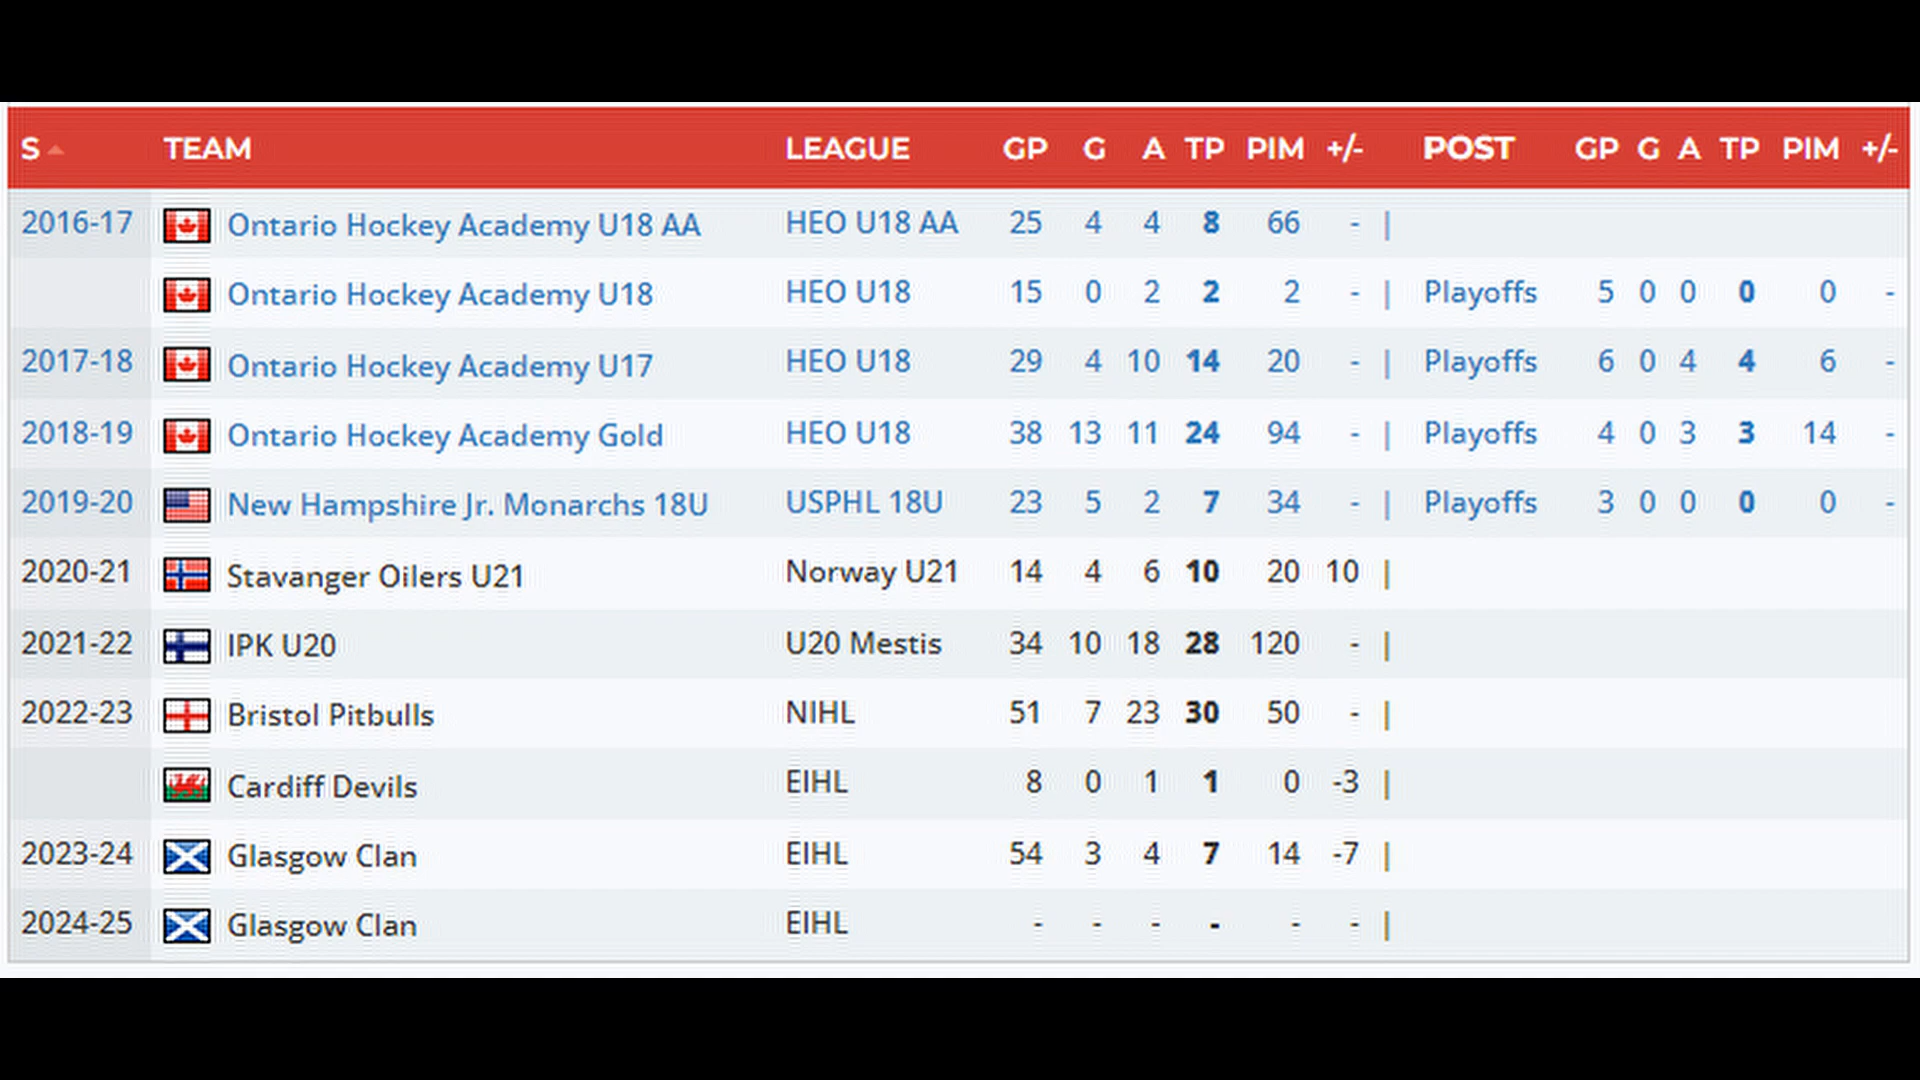 S TEAM LEAGUE GP G A TP PIM +/- POST GP G A TP PIM +/-
2016-17 Ontario Hockey Academy U18 AA HEO U18 AA 25 4 4 8 66 - |
Ontario Hockey Academy U18 HEO U18 15 0 2 2 2 - | Playoffs 5 0 0 0 0 -
2017-18 Ontario Hockey Academy U17 HEO U18 29 4 10 14 20 - | Playoffs 6 0 4 4 6 -
2018-19 Ontario Hockey Academy Gold HEO U18 38 13 11 24 94 - | Playoffs 4 0 3 3 14 -
2019-20 New Hampshire Jr. Monarchs 18U USPHL 18U 23 5 2 7 34 - | Playoffs 3 0 0 0 0 -
2020-21 Stavanger Oilers U21 Norway U21 14 4 6 10 20 10 |
2021-22 IPK U20 U20 Mestis 34 10 18 28 120 - |
2022-23 Bristol Pitbulls NIHL 51 7 23 30 50 - |
Cardiff Devils EIHL 8 0 1 1 0 -3 |
2023-24 Glasgow Clan EIHL 54 3 4 7 14 -7 |
2024-25 Glasgow Clan EIHL - - - - - - |